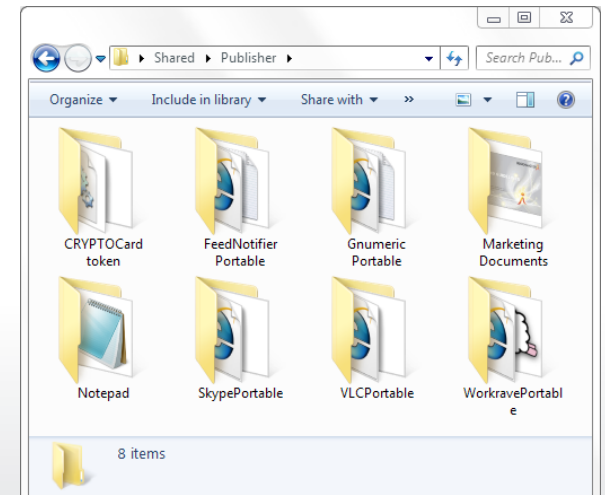 Shared Publisher
Search Pub...
Organize Include in library Share with »
CRYPTOCard
token
FeedNotifier
Portable
Gnumeric
Portable
Marketing
Documents
Notepad
SkypePortable
VLCPortable
WorkravePortabl
e
8 items